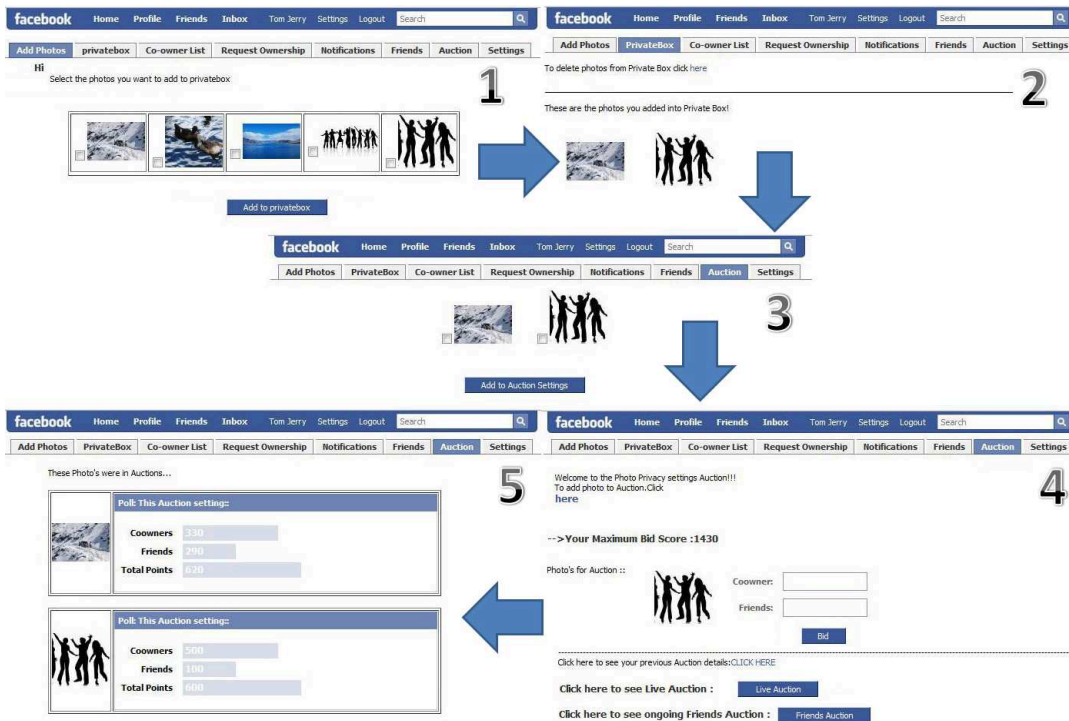 facebook Home Profile Friends Inbox Tom Jerry Settings Logout Search
Add Photos privatebox Co-owner List Request Ownership Notifications Friends Auction Settings
Hi
Select the photos you want to add to privatebox
1
Add to privatebox
facebook Home Profile Friends Inbox Tom Jerry Settings Logout Search
Add Photos PrivateBox Co-owner List Request Ownership Notifications Friends Auction Settings
To delete photos from Private Box click here
2
These are the photos you added into Private Box!
facebook Home Profile Friends Inbox Tom Jerry Settings Logout Search
Add Photos PrivateBox Co-owner List Request Ownership Notifications Friends Auction Settings
3
Add to Auction Settings
facebook Home Profile Friends Inbox Tom Jerry Settings Logout Search
Add Photos PrivateBox Co-owner List Request Ownership Notifications Friends Auction Settings
Welcome to the Photo Privacy settings Auction!!!
To add photo to Auction.Click
here
4
-->Your Maximum Bid Score :1430
Photo's for Auction ::
Coowner:
Friends:
Bid
Click here to see your previous Auction details:CLICK HERE
Click here to see Live Auction : Live Auction
Click here to see ongoing Friends Auction : Friends Auction
facebook Home Profile Friends Inbox Tom Jerry Settings Logout Search
Add Photos PrivateBox Co-owner List Request Ownership Notifications Friends Auction Settings
These Photo's were in Auctions...
5
Poll: This Auction setting::
Coowners 330
Friends 290
Total Points 620
Poll: This Auction setting::
Coowners 500
Friends 100
Total Points 600